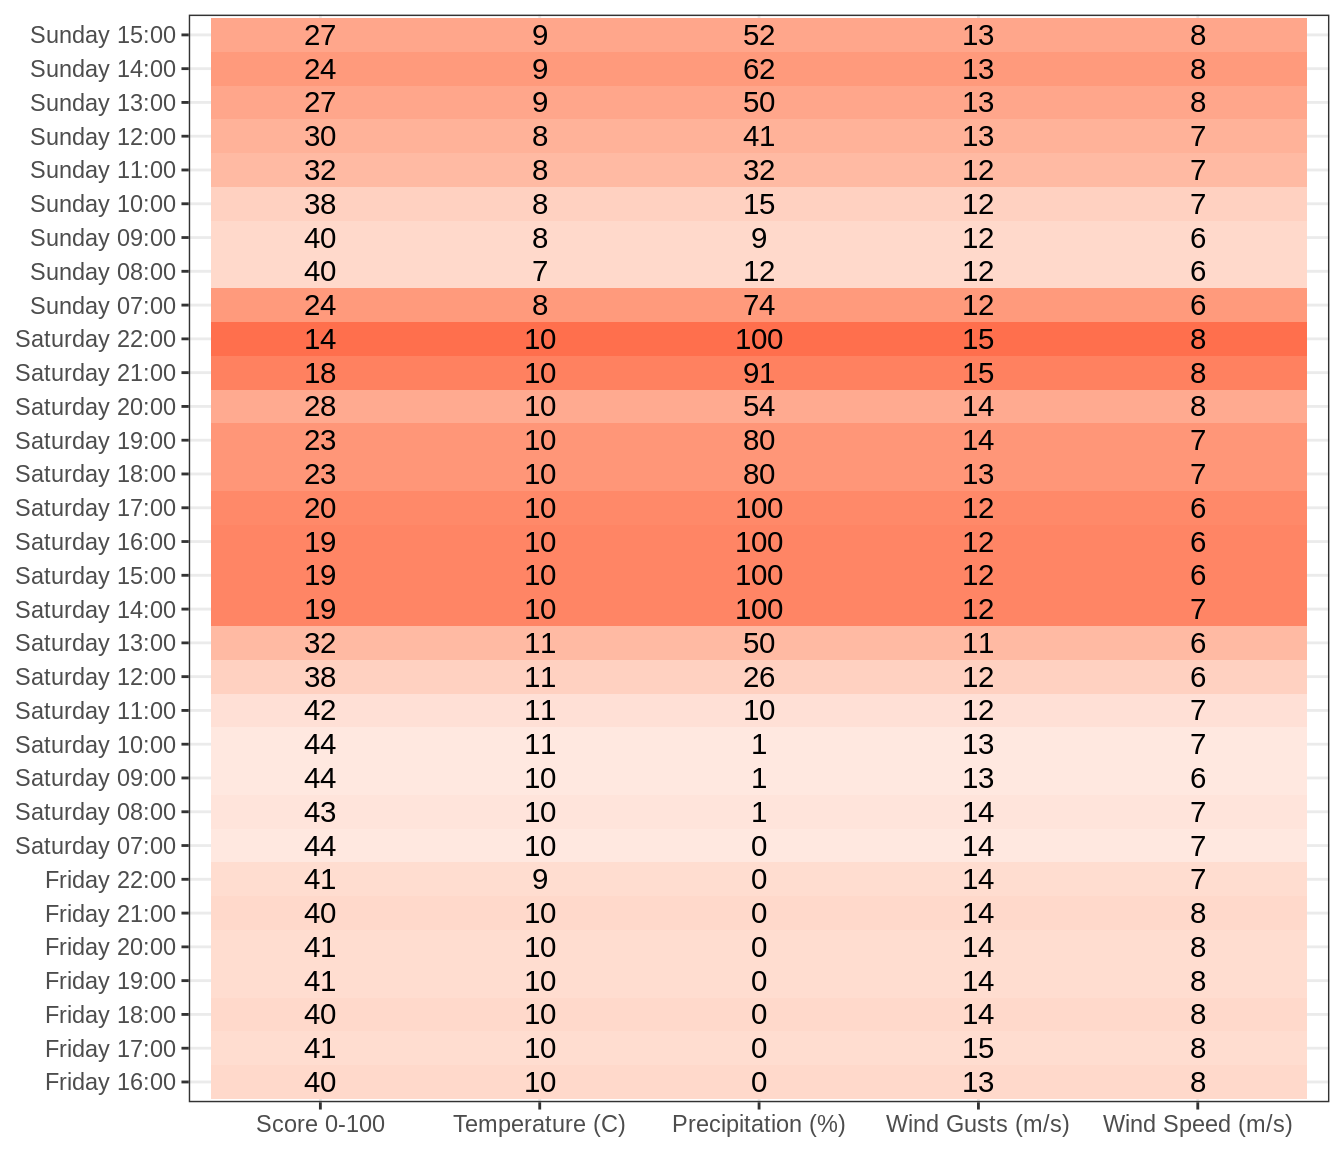 Sunday 15:00 27 9 52 13 8
Sunday 14:00 24 9 62 13 8
Sunday 13:00 27 9 50 13 8
Sunday 12:00 30 8 41 13 7
Sunday 11:00 32 8 32 12 7
Sunday 10:00 38 8 15 12 7
Sunday 09:00 40 8 9 12 6
Sunday 08:00 40 7 12 12 6
Sunday 07:00 24 8 74 12 6
Saturday 22:00 14 10 100 15 8
Saturday 21:00 18 10 91 15 8
Saturday 20:00 28 10 54 14 8
Saturday 19:00 23 10 80 14 7
Saturday 18:00 23 10 80 13 7
Saturday 17:00 20 10 100 12 6
Saturday 16:00 19 10 100 12 6
Saturday 15:00 19 10 100 12 6
Saturday 14:00 19 10 100 12 7
Saturday 13:00 32 11 50 11 6
Saturday 12:00 38 11 26 12 6
Saturday 11:00 42 11 10 12 7
Saturday 10:00 44 11 1 13 7
Saturday 09:00 44 10 1 13 6
Saturday 08:00 43 10 1 14 7
Saturday 07:00 44 10 0 14 7
Friday 22:00 41 9 0 14 7
Friday 21:00 40 10 0 14 8
Friday 20:00 41 10 0 14 8
Friday 19:00 41 10 0 14 8
Friday 18:00 40 10 0 14 8
Friday 17:00 41 10 0 15 8
Friday 16:00 40 10 0 13 8
Score 0-100 Temperature (C) Precipitation (%) Wind Gusts (m/s) Wind Speed (m/s)